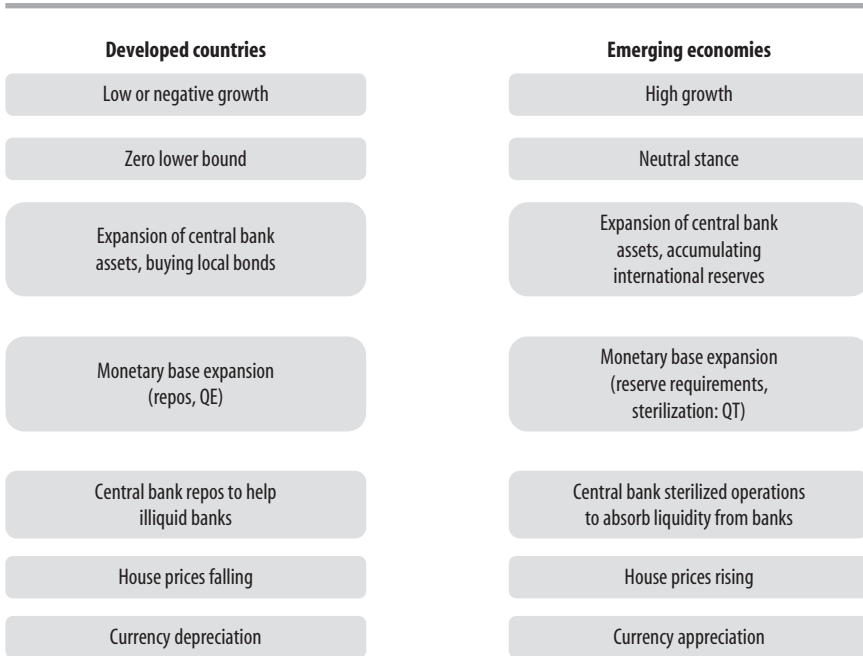 Developed countries
Emerging economies
Low or negative growth
High growth
Zero lower bound
Neutral stance
Expansion of central bank
assets, buying local bonds
Expansion of central bank
assets, accumulating
international reserves
Monetary base expansion
(repos, QE)
Monetary base expansion
(reserve requirements,
sterilization: QT)
Central bank repos to help
illiquid banks
Central bank sterilized operations
to absorb liquidity from banks
House prices falling
House prices rising
Currency depreciation
Currency appreciation